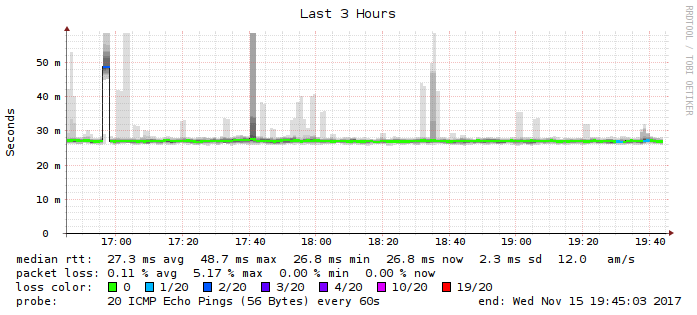 Last 3 Hours
RRDTOOL / TOBI OETIKER
Seconds
50 m
40 m
30 m
20 m
10 m
0
17:00 17:20 17:40 18:00 18:20 18:40 19:00 19:20 19:40
median rtt: 27.3 ms avg 48.7 ms max 26.8 ms min 26.8 ms now 2.3 ms sd 12.0 am/s
packet loss: 0.11 % avg 5.17 % max 0.00 % min 0.00 % now
loss color: 0 1/20 2/20 3/20 4/20 10/20 19/20
probe: 20 ICMP Echo Pings (56 Bytes) every 60s end: Wed Nov 15 19:45:03 2017